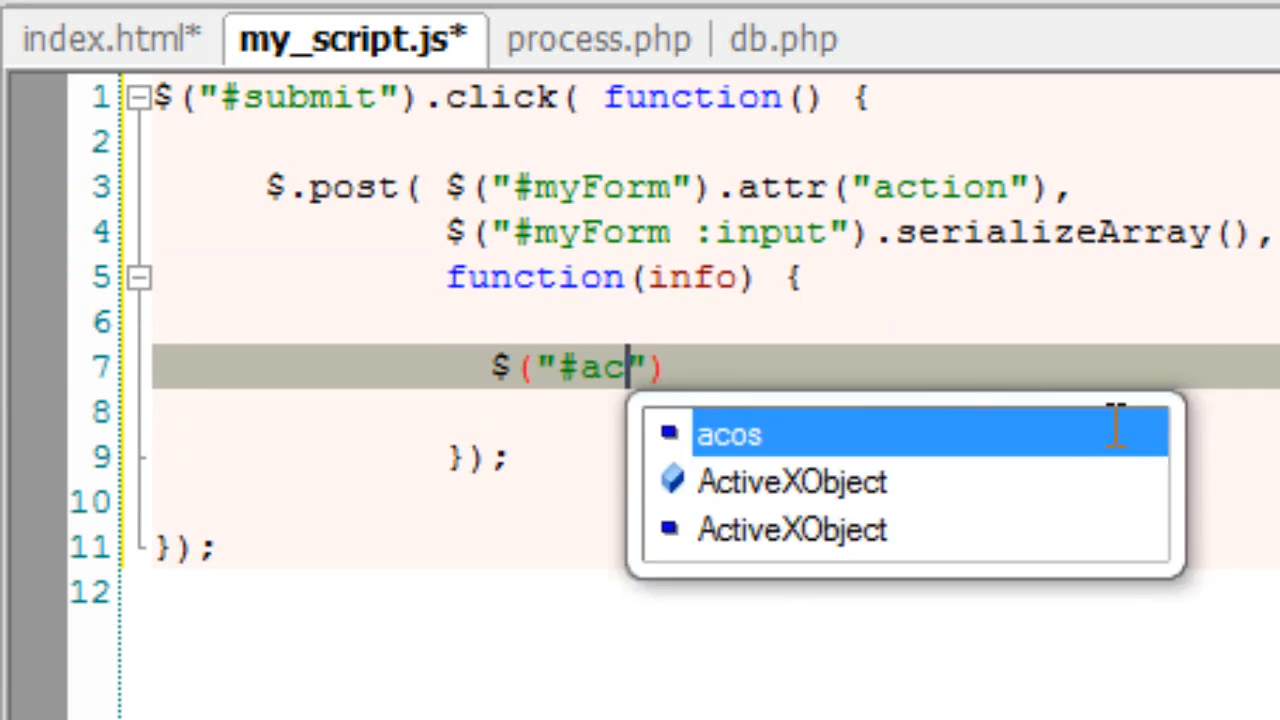 index.html* my_script.js* process.php db.php
1 $("#submit").click( function() {
2
3 $.post( $("#myForm").attr("action"),
4 $("#myForm :input").serializeArray(),
5 function(info) {
6
7 $("#ac")
8
9 });
10
11 });
12
acos
ActiveXObject
ActiveXObject